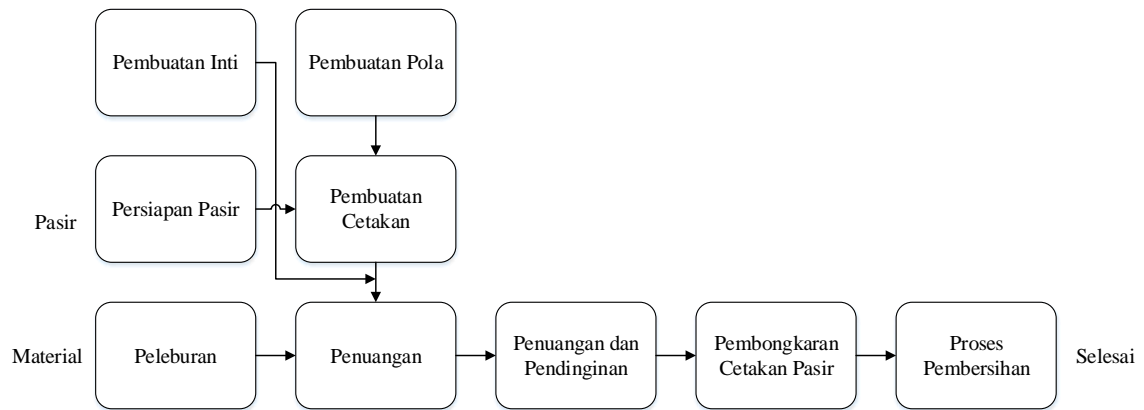 Pembuatan Inti
Pembuatan Pola
Pasir
Persiapan Pasir
Pembuatan
Cetakan
Material
Peleburan
Penuangan
Penuangan dan
Pendinginan
Pembongkaran
Cetakan Pasir
Proses
Pembersihan
Selesai